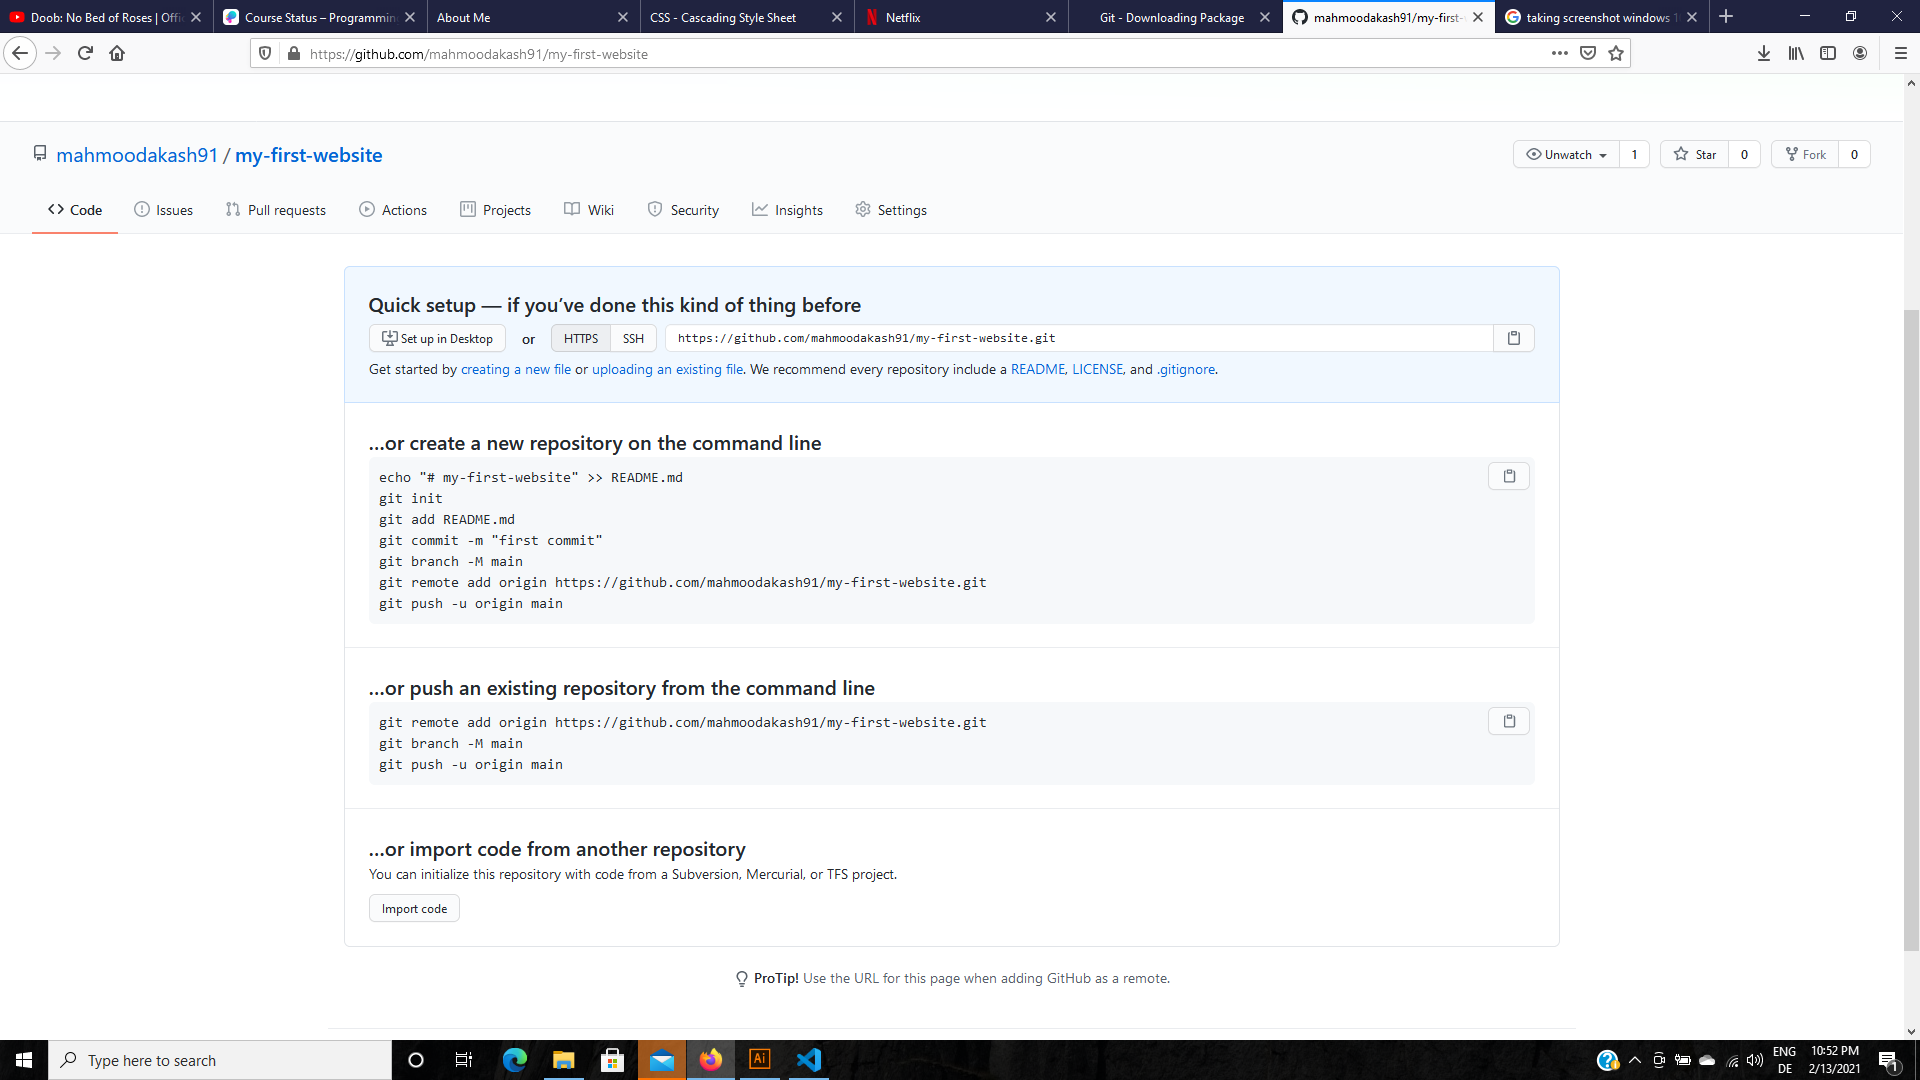 Doob: No Bed of Roses | Offi
Course Status – Programmin
About Me
CSS - Cascading Style Sheet
Netflix
Git - Downloading Package
mahmoodakash91/my-first-
taking screenshot windows 1
https://github.com/mahmoodakash91/my-first-website
mahmoodakash91 / my-first-website
Unwatch 1 Star 0 Fork 0
Code Issues Pull requests Actions Projects Wiki Security Insights Settings
Quick setup — if you’ve done this kind of thing before
Set up in Desktop or HTTPS SSH https://github.com/mahmoodakash91/my-first-website.git
Get started by creating a new file or uploading an existing file. We recommend every repository include a README, LICENSE, and .gitignore.
…or create a new repository on the command line
echo "# my-first-website" >> README.md
git init
git add README.md
git commit -m "first commit"
git branch -M main
git remote add origin https://github.com/mahmoodakash91/my-first-website.git
git push -u origin main
…or push an existing repository from the command line
git remote add origin https://github.com/mahmoodakash91/my-first-website.git
git branch -M main
git push -u origin main
…or import code from another repository
You can initialize this repository with code from a Subversion, Mercurial, or TFS project.
Import code
ProTip! Use the URL for this page when adding GitHub as a remote.
Type here to search
Ai
ENG
DE
10:52 PM
2/13/2021
1